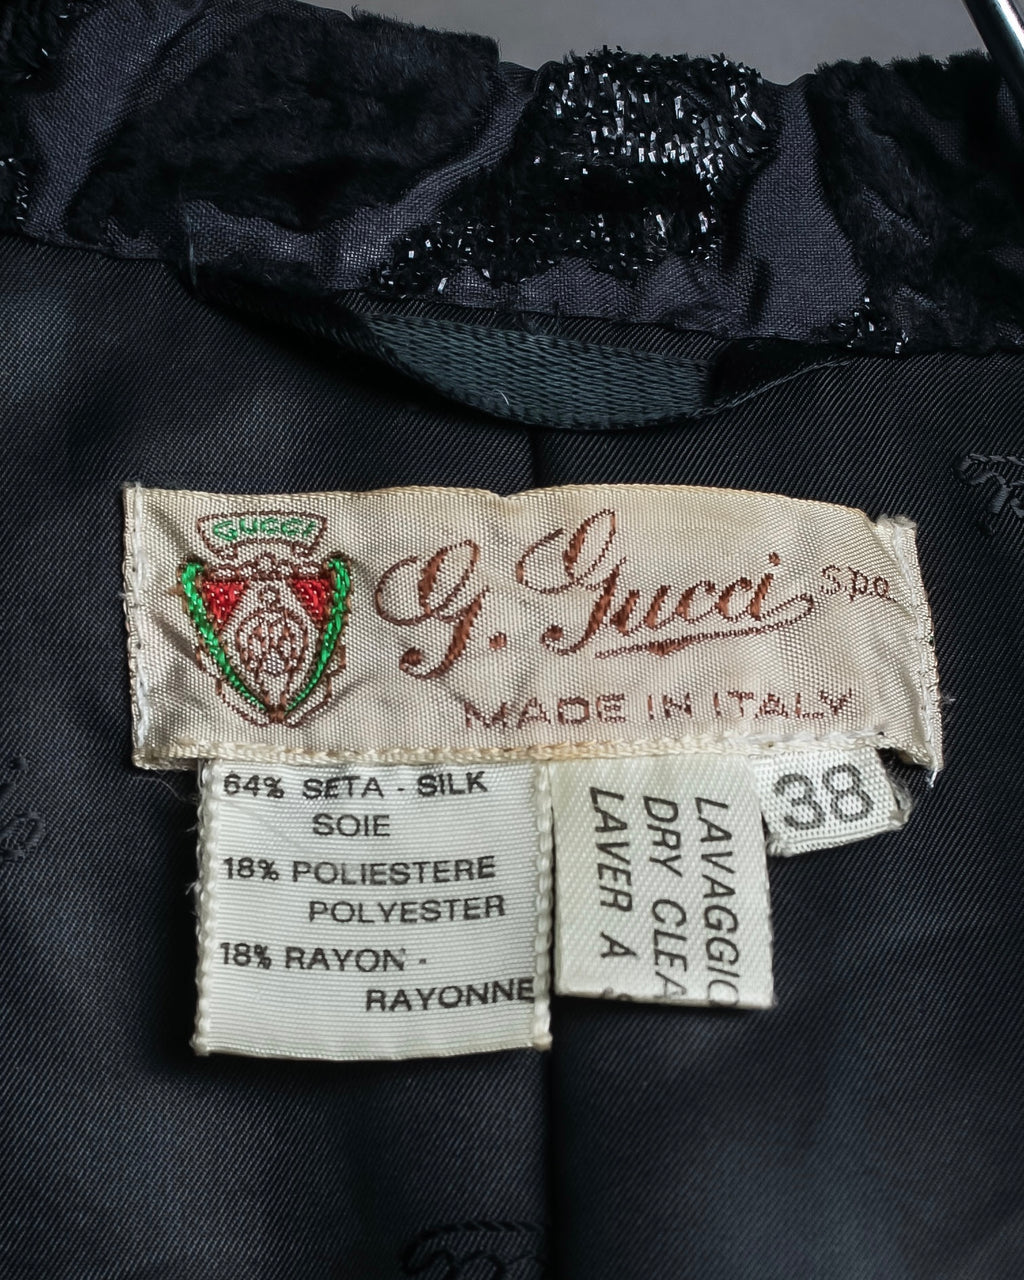 GUCCI
G. Gucci s.p.a.
MADE IN ITALY
64% SETA - SILK
SOIE
18% POLIESTERE
POLYESTER
18% RAYON -
RAYONNE
LAVAGGIO
DRY CLEA
LAVER A
38